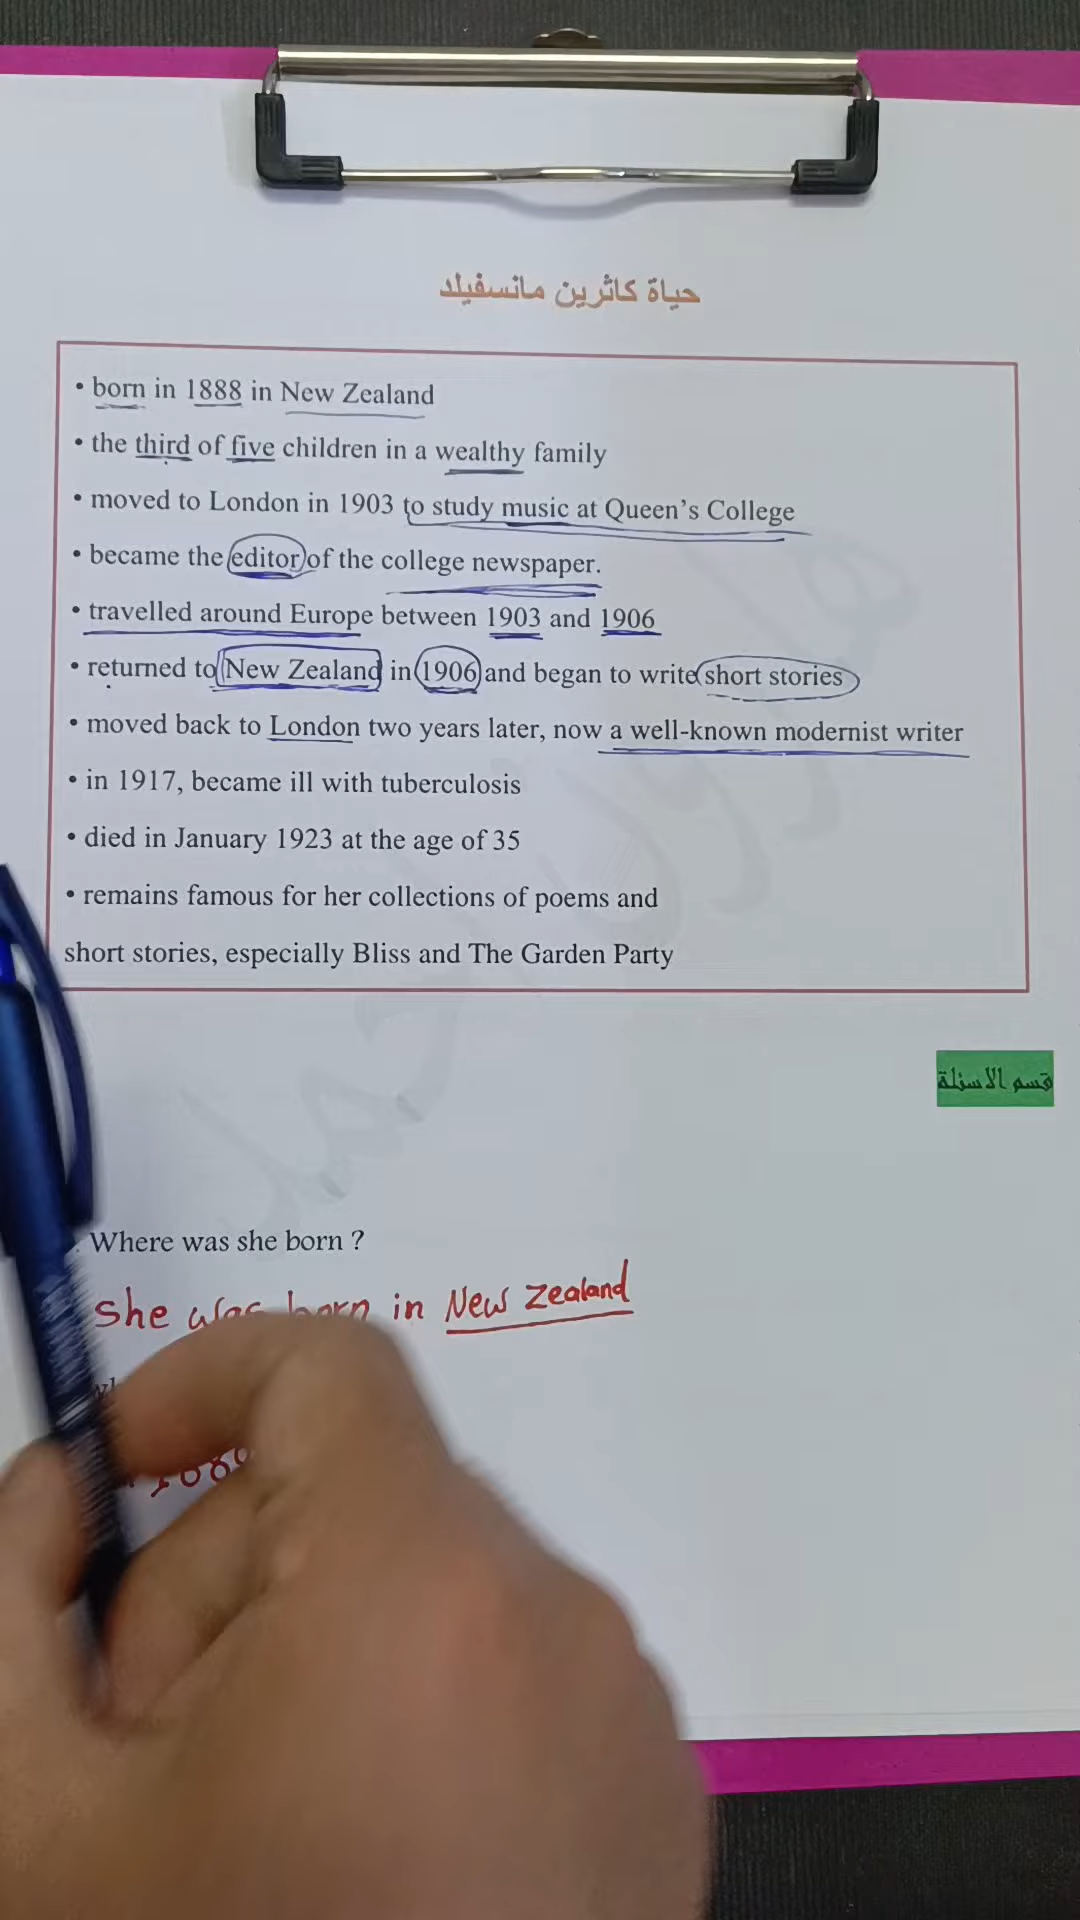 حياة كاثرين مانسفيلد
• born in 1888 in New Zealand
• the third of five children in a wealthy family
• moved to London in 1903 to study music at Queen's College
• became the editor of the college newspaper.
• travelled around Europe between 1903 and 1906
• returned to New Zealand in 1906 and began to write short stories
• moved back to London two years later, now a well-known modernist writer
• in 1917, became ill with tuberculosis
• died in January 1923 at the age of 35
• remains famous for her collections of poems and
short stories, especially Bliss and The Garden Party
قسم الاسئلة
Where was she born ?
She was born in New Zealand